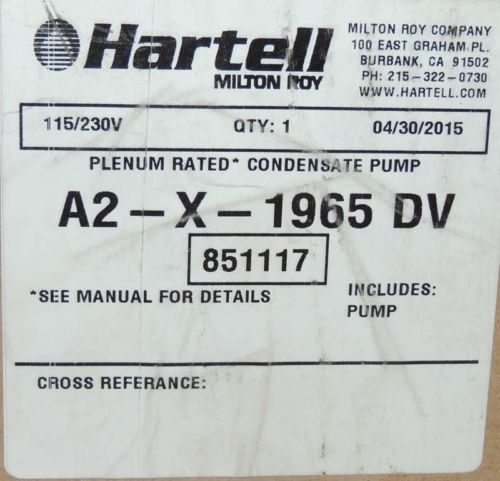 Hartell
MILTON ROY
MILTON ROY COMPANY
100 EAST GRAHAM PL.
BURBANK, CA 91502
PH: 215-322-0730
WWW.HARTELL.COM
115/230V QTY: 1 04/30/2015
PLENUM RATED* CONDENSATE PUMP
A2-X-1965 DV
851117
*SEE MANUAL FOR DETAILS
INCLUDES:
PUMP
CROSS REFERANCE: